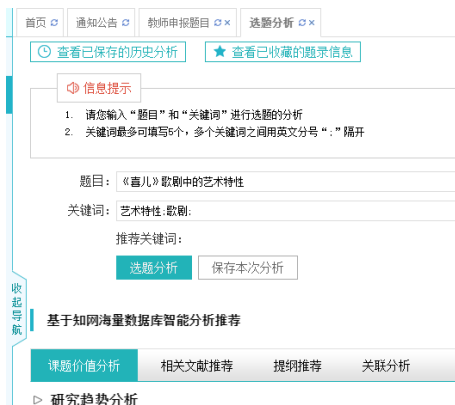 首页 通知公告 教师申报题目 × 选题分析 ×
查看已保存的历史分析 ★ 查看已收藏的题录信息
信息提示
1. 请您输入“题目”和“关键词”进行选题的分析
2. 关键词最多可填写5个，多个关键词之间用英文分号“;”隔开
题目： 《喜儿》歌剧中的艺术特性
关键词： 艺术特性;歌剧;
推荐关键词：
选题分析 保存本次分析
收起导航
基于知网海量数据库智能分析推荐
课题价值分析 相关文献推荐 提纲推荐 关联分析
▷ 研究趋势分析